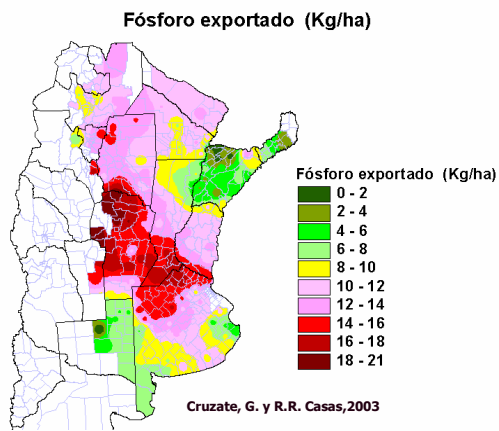 Fósforo exportado (Kg/ha)
Fósforo exportado (Kg/ha)
0 - 2
2 - 4
4 - 6
6 - 8
8 - 10
10 - 12
12 - 14
14 - 16
16 - 18
18 - 21
Cruzate, G. y R.R. Casas,2003